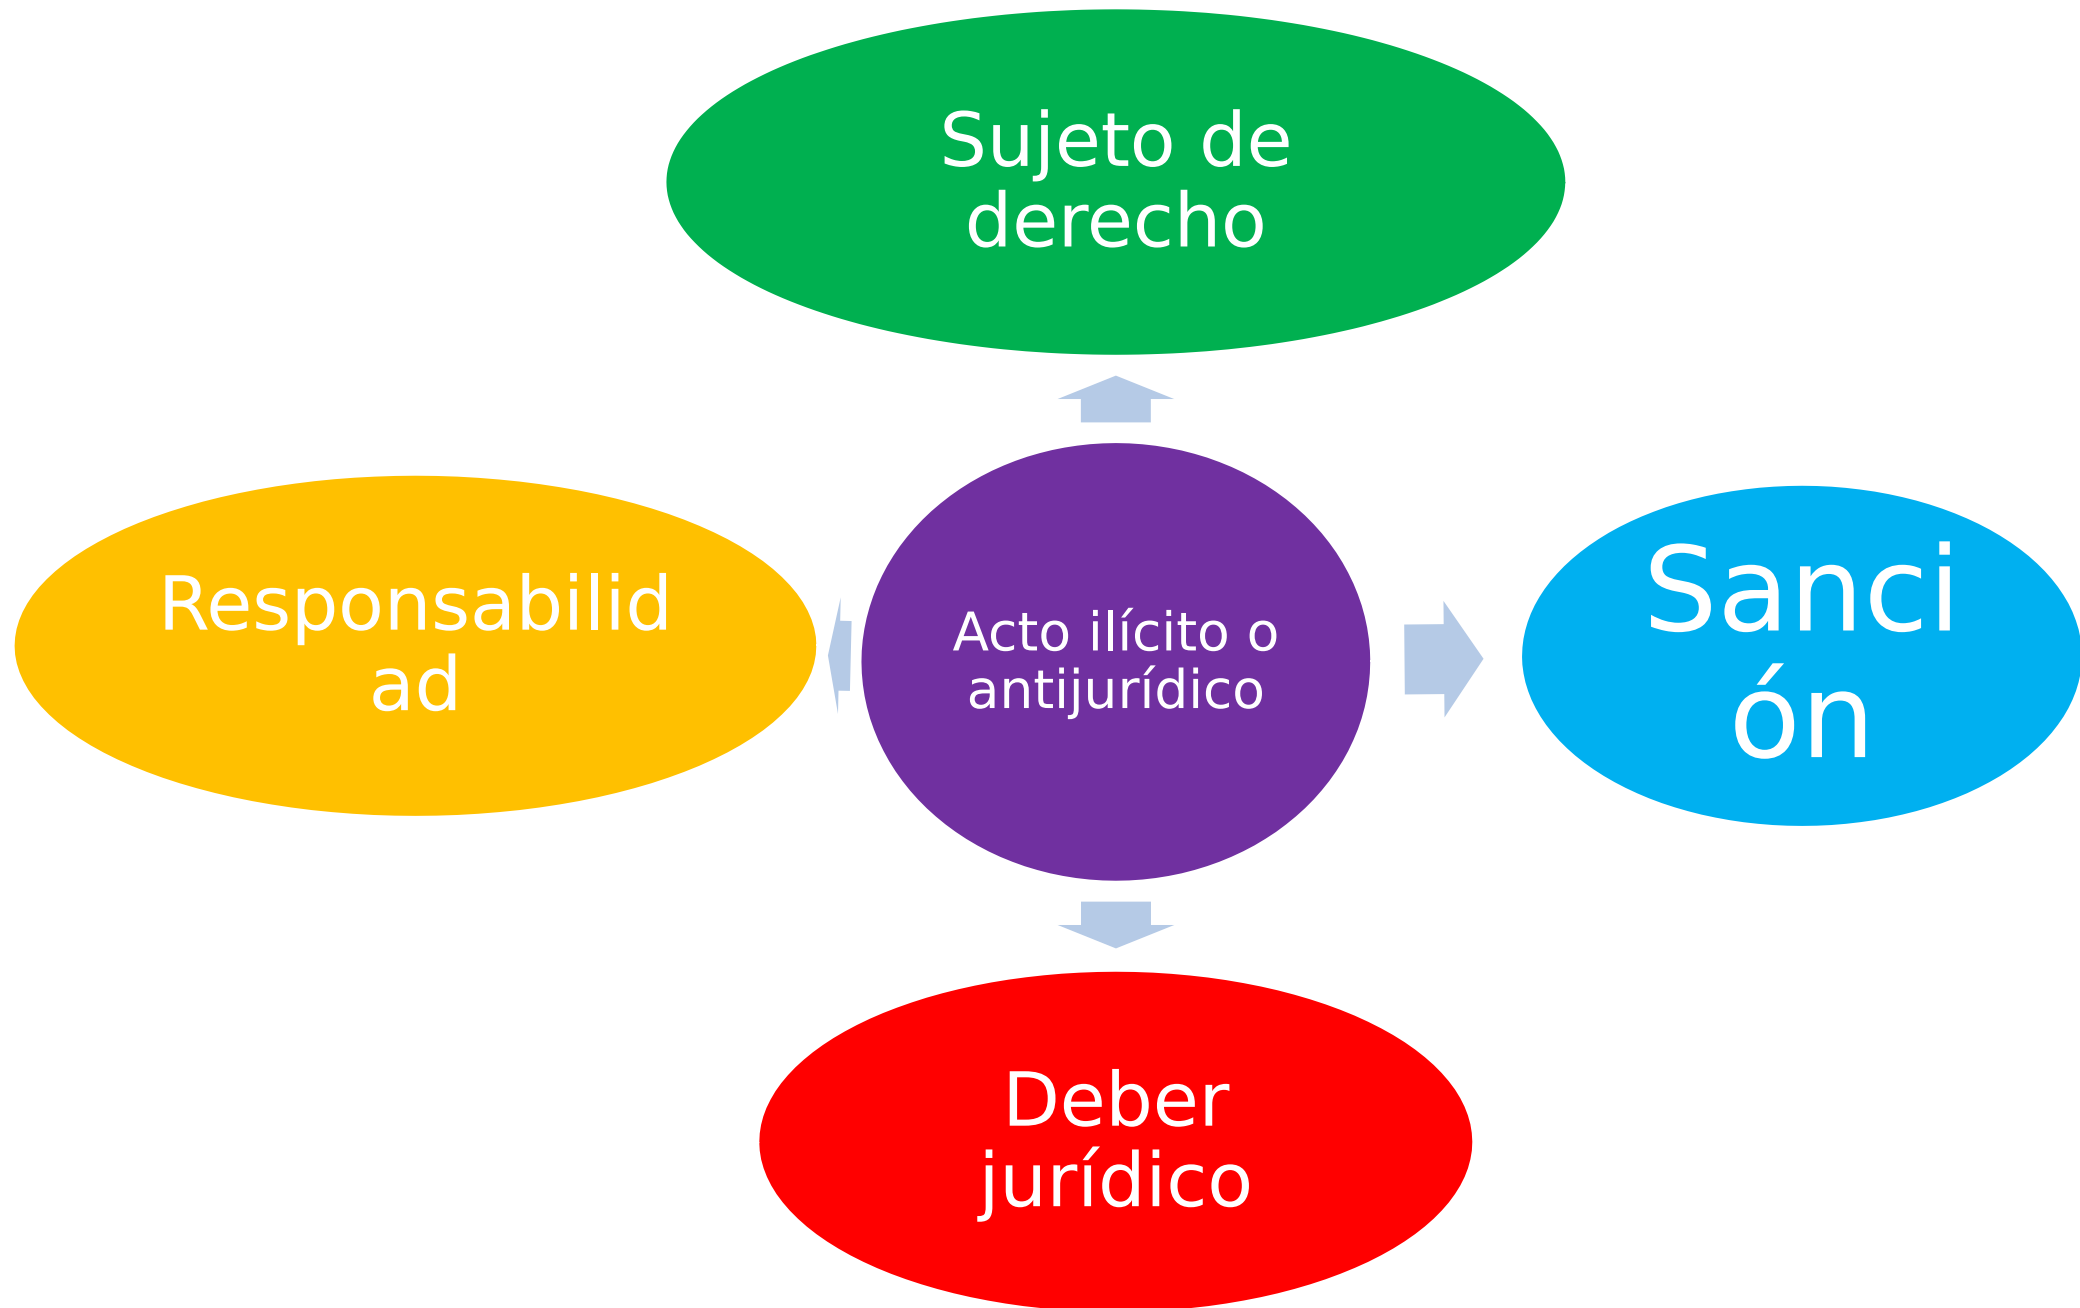 Sujeto de
derecho
Responsabilid
ad
Acto ilícito o
antijurídico
Sanci
ón
Deber
jurídico